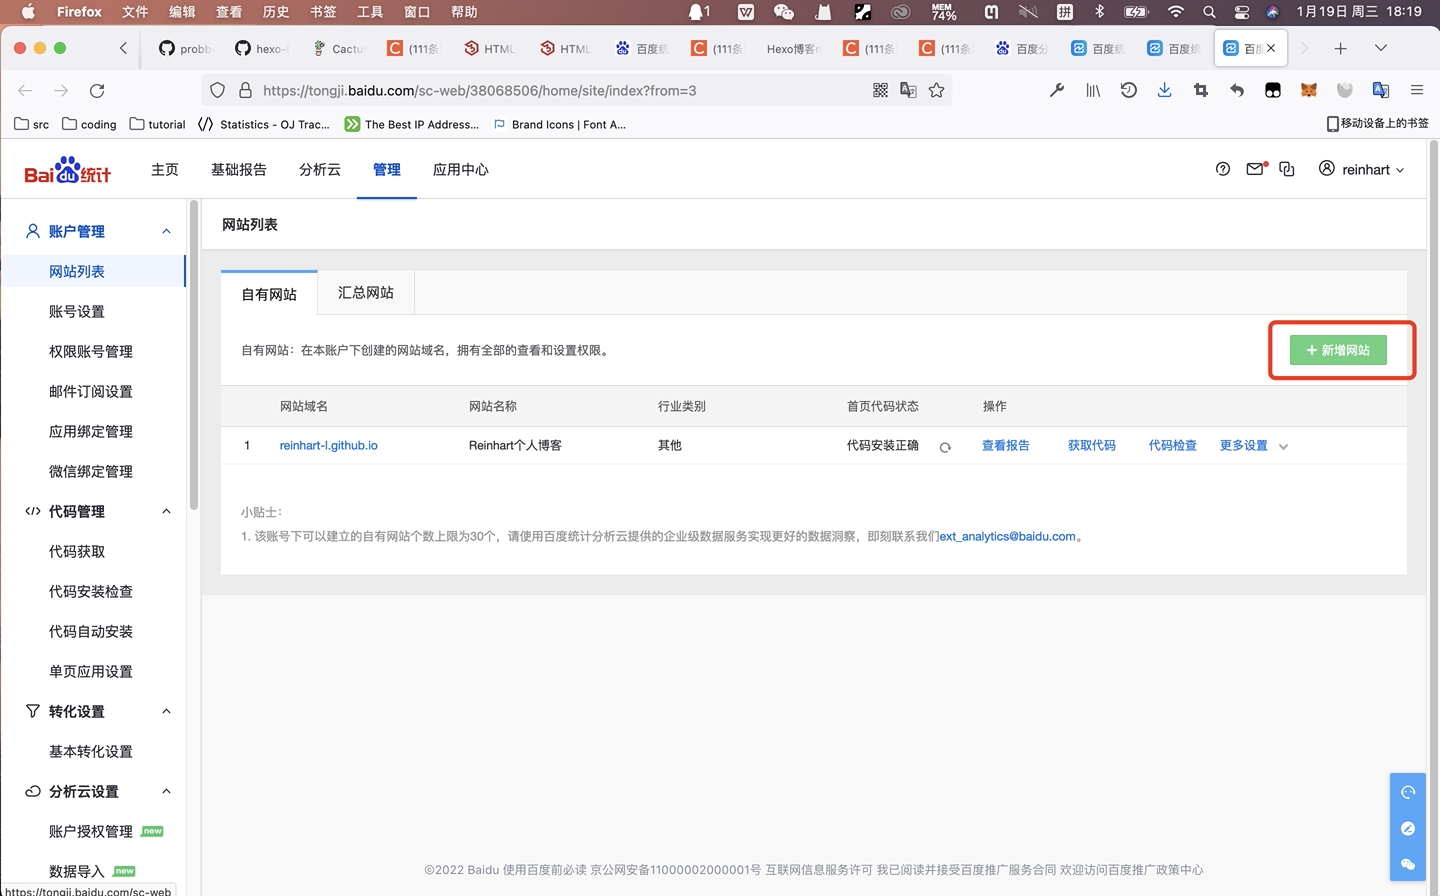 Firefox 文件 编辑 查看 历史 书签 工具 窗口 帮助 1 MEM 74% 拼 1月19日 周三 18:19
probb hexo- Cactu (111条 HTML HTML 百度统 (111条 Hexo博客 (111条 (111条 百度分 百度统 百度统 百度
https://tongji.baidu.com/sc-web/38068506/home/site/index?from=3
src coding tutorial Statistics - OJ Trac... The Best IP Address... Brand Icons | Font A... 移动设备上的书签
Baidu统计 主页 基础报告 分析云 管理 应用中心 reinhart
账户管理
网站列表
账号设置
权限账号管理
邮件订阅设置
应用绑定管理
微信绑定管理
代码管理
代码获取
代码安装检查
代码自动安装
单页应用设置
转化设置
基本转化设置
分析云设置
账户授权管理 new
数据导入 new
https://tongji.baidu.com/sc-web
网站列表
自有网站 汇总网站
自有网站：在本账户下创建的网站域名，拥有全部的查看和设置权限。
+ 新增网站
网站域名 网站名称 行业类别 首页代码状态 操作
1 reinhart-l.github.io Reinhart个人博客 其他 代码安装正确 查看报告 获取代码 代码检查 更多设置
小贴士：
1. 该账号下可以建立的自有网站个数上限为30个，请使用百度统计分析云提供的企业级数据服务实现更好的数据洞察，即刻联系我们ext_analytics@baidu.com。
©2022 Baidu 使用百度前必读 京公网安备11000002000001号 互联网信息服务许可 我已阅读并接受百度推广服务合同 欢迎访问百度推广政策中心